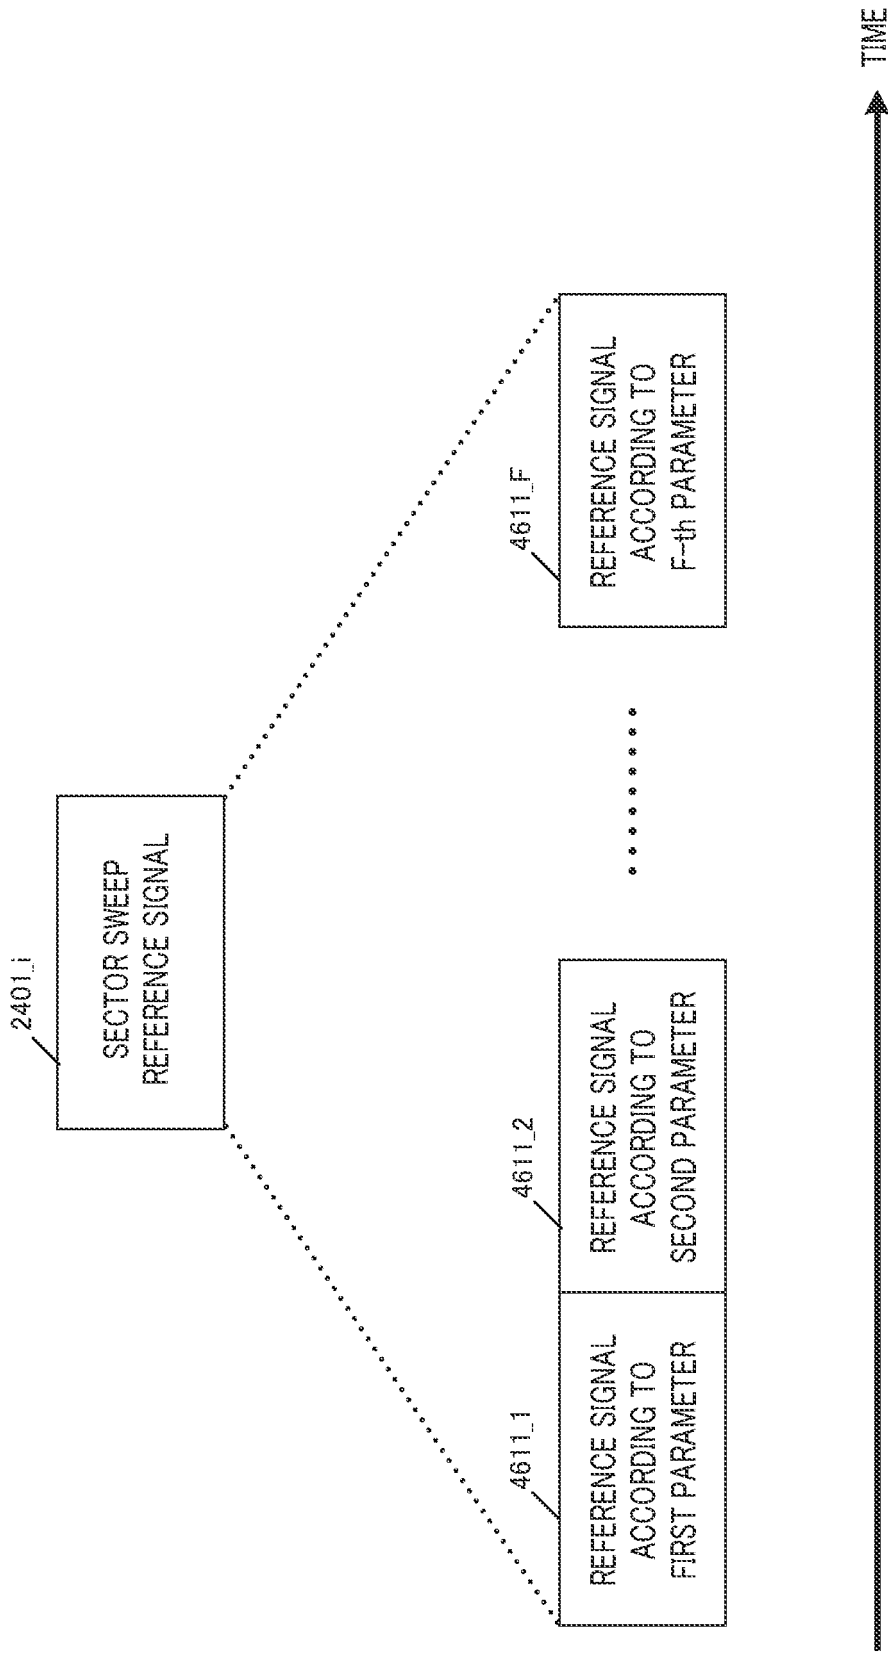 2401_i
SECTOR SWEEP
REFERENCE SIGNAL
4611_1
REFERENCE SIGNAL
ACCORDING TO
FIRST PARAMETER
4611_2
REFERENCE SIGNAL
ACCORDING TO
SECOND PARAMETER
4611_F
REFERENCE SIGNAL
ACCORDING TO
F-th PARAMETER
TIME